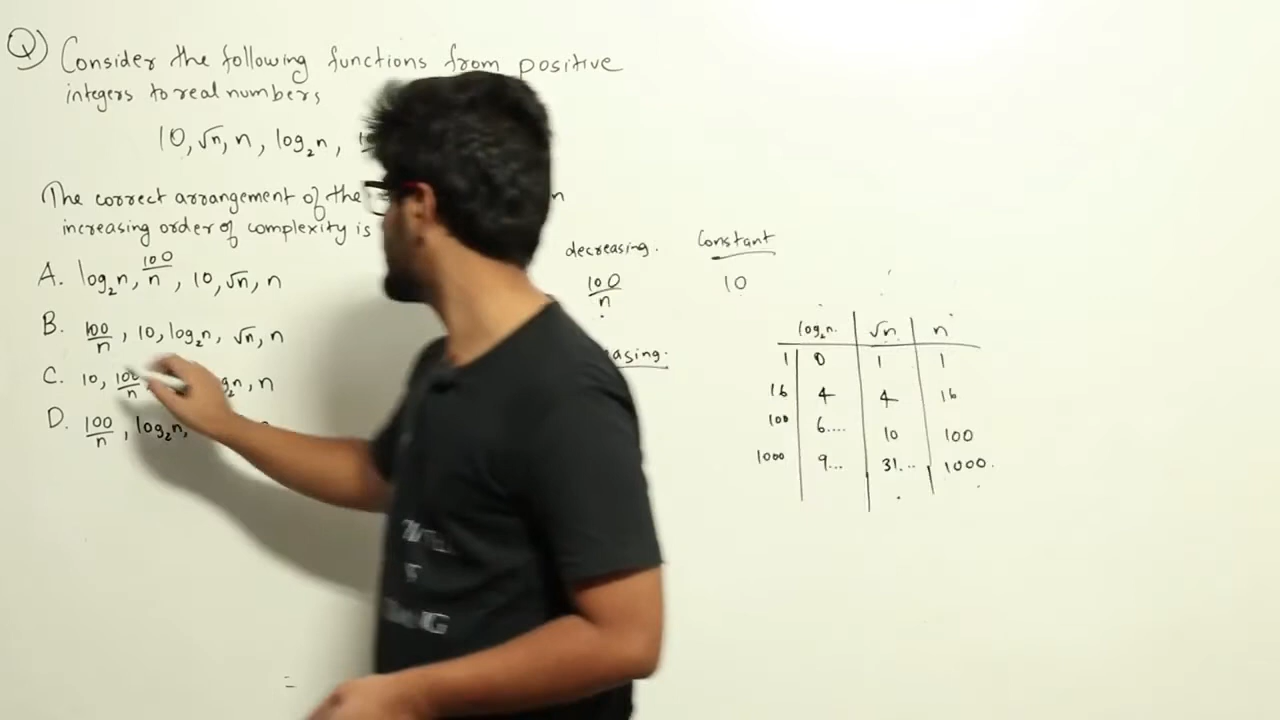 Q) Consider the following functions from positive
integers to real numbers
10, √n, n, log₂n,
The correct arrangement of the
increasing order of complexity is
A. log₂n, 100/n, 10, √n, n
B. 100/n, 10, log₂n, √n, n
C. 10, 100/n, n
D. 100/n, log₂n,
decreasing. Constant
100/n 10
log₂n. √n n
1 0 1 1
16 4 4 16
100 6.... 10 100
1000 9... 31... 1000.
=